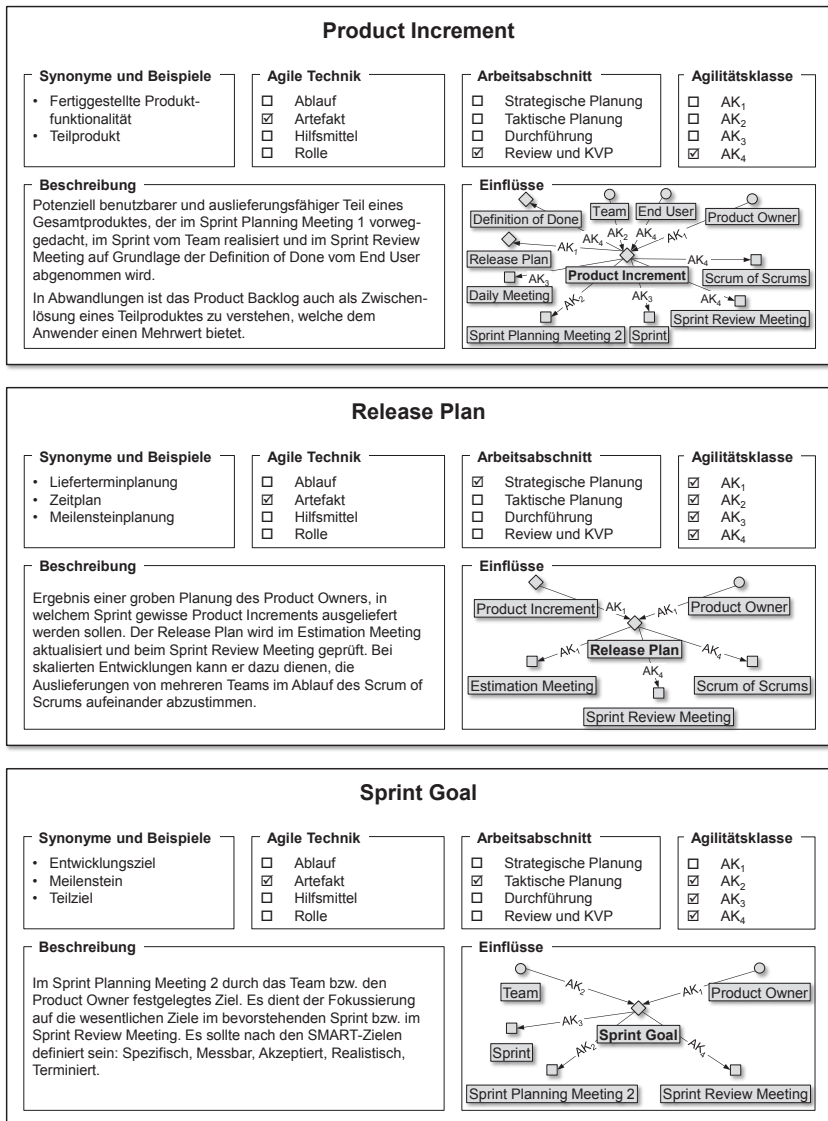 Product Increment
Synonyme und Beispiele
• Fertiggestellte Produkt-
funktionalität
• Teilprodukt
Agile Technik
☐ Ablauf
☑ Artefakt
☐ Hilfsmittel
☐ Rolle
Arbeitsabschnitt
☐ Strategische Planung
☐ Taktische Planung
☐ Durchführung
☑ Review und KVP
Agilitätsklasse
☐ AK1
☐ AK2
☐ AK3
☑ AK4
Beschreibung
Potenziell benutzbarer und auslieferungsfähiger Teil eines
Gesamtproduktes, der im Sprint Planning Meeting 1 vorweg-
gedacht, im Sprint vom Team realisiert und im Sprint Review
Meeting auf Grundlage der Definition of Done vom End User
abgenommen wird.
In Abwandlungen ist das Product Backlog auch als Zwischen-
lösung eines Teilproduktes zu verstehen, welche dem
Anwender einen Mehrwert bietet.
Einflüsse
Definition of Done
Team
End User
Product Owner
AK4
AK2
AK4
AK1
Release Plan
AK1
Product Increment
AK4
Scrum of Scrums
Daily Meeting
AK3
AK2
AK3
AK4
Sprint Review Meeting
Sprint Planning Meeting 2
Sprint
Release Plan
Synonyme und Beispiele
• Lieferterminplanung
• Zeitplan
• Meilensteinplanung
Agile Technik
☐ Ablauf
☑ Artefakt
☐ Hilfsmittel
☐ Rolle
Arbeitsabschnitt
☑ Strategische Planung
☐ Taktische Planung
☐ Durchführung
☐ Review und KVP
Agilitätsklasse
☑ AK1
☑ AK2
☑ AK3
☑ AK4
Beschreibung
Ergebnis einer groben Planung des Product Owners, in
welchem Sprint gewisse Product Increments ausgeliefert
werden sollen. Der Release Plan wird im Estimation Meeting
aktualisiert und beim Sprint Review Meeting geprüft. Bei
skalierten Entwicklungen kann er dazu dienen, die
Auslieferungen von mehreren Teams im Ablauf des Scrum of
Scrums aufeinander abzustimmen.
Einflüsse
Product Increment
AK1
AK1
Product Owner
Release Plan
AK1
AK4
AK4
Estimation Meeting
Scrum of Scrums
Sprint Review Meeting
Sprint Goal
Synonyme und Beispiele
• Entwicklungsziel
• Meilenstein
• Teilziel
Agile Technik
☐ Ablauf
☑ Artefakt
☐ Hilfsmittel
☐ Rolle
Arbeitsabschnitt
☐ Strategische Planung
☑ Taktische Planung
☐ Durchführung
☐ Review und KVP
Agilitätsklasse
☐ AK1
☑ AK2
☑ AK3
☑ AK4
Beschreibung
Im Sprint Planning Meeting 2 durch das Team bzw. den
Product Owner festgelegtes Ziel. Es dient der Fokussierung
auf die wesentlichen Ziele im bevorstehenden Sprint bzw. im
Sprint Review Meeting. Es sollte nach den SMART-Zielen
definiert sein: Spezifisch, Messbar, Akzeptiert, Realistisch,
Terminiert.
Einflüsse
Team
AK2
AK1
Product Owner
AK3
Sprint Goal
Sprint
AK2
AK4
Sprint Planning Meeting 2
Sprint Review Meeting